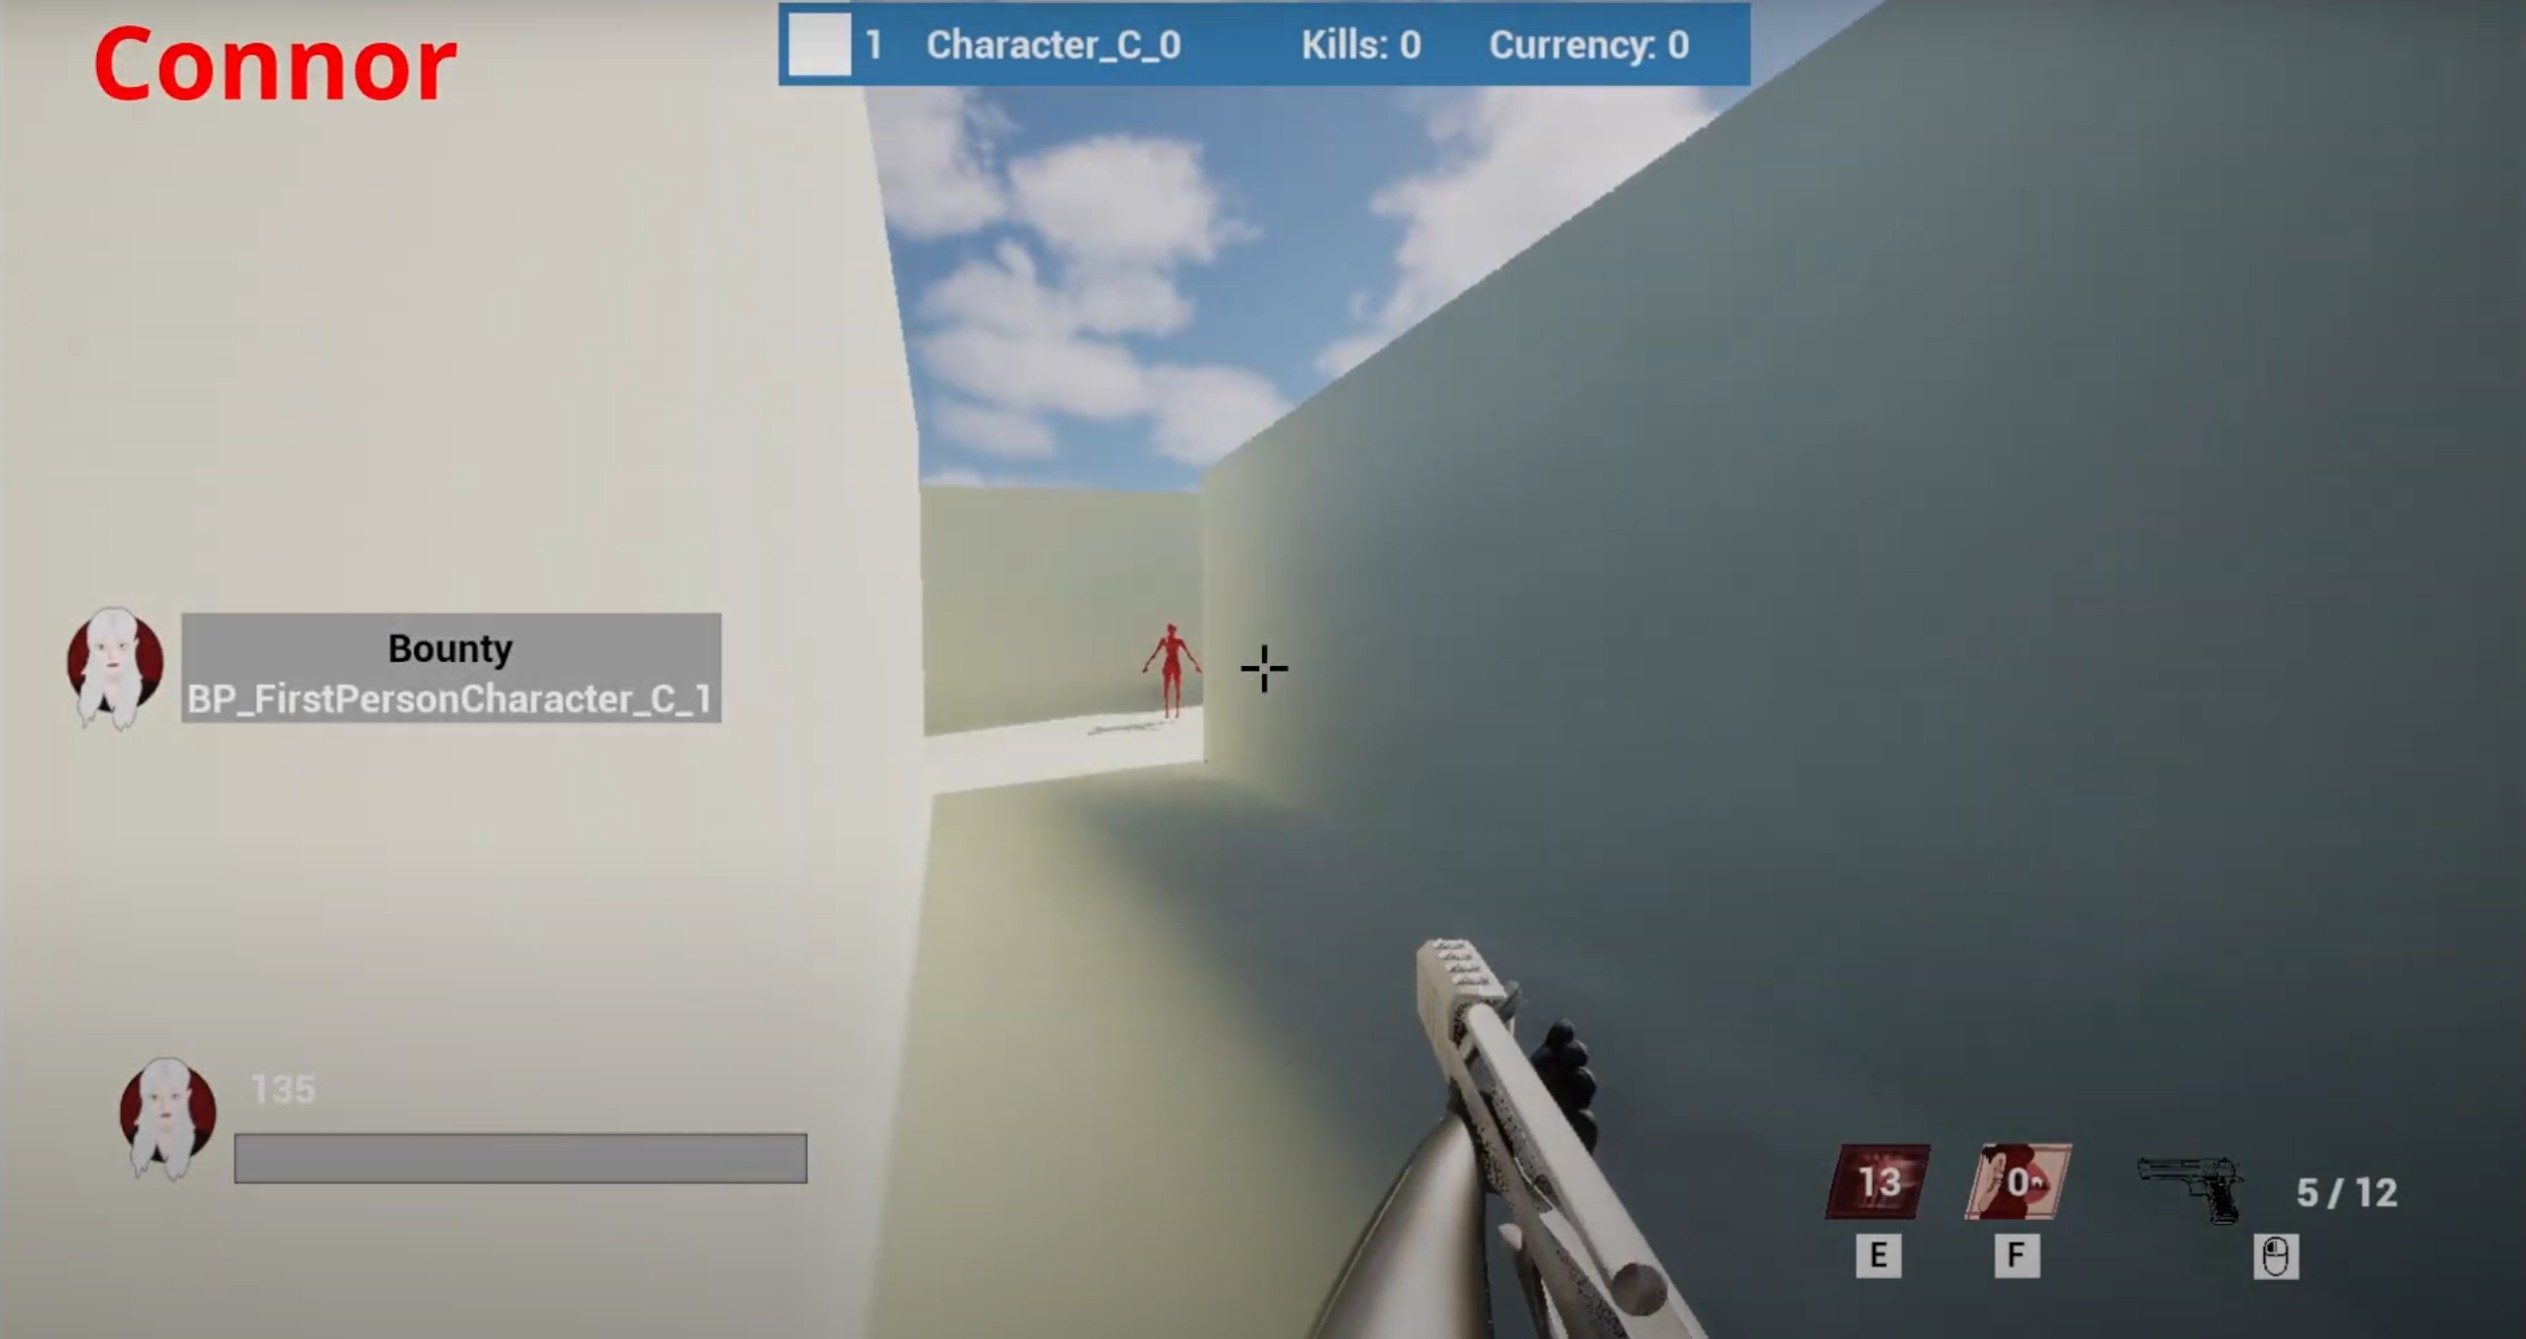 Connor
1 Character_C_0 Kills: 0 Currency: 0
Bounty
BP_FirstPersonCharacter_C_1
135
13
0
5 / 12
E
F